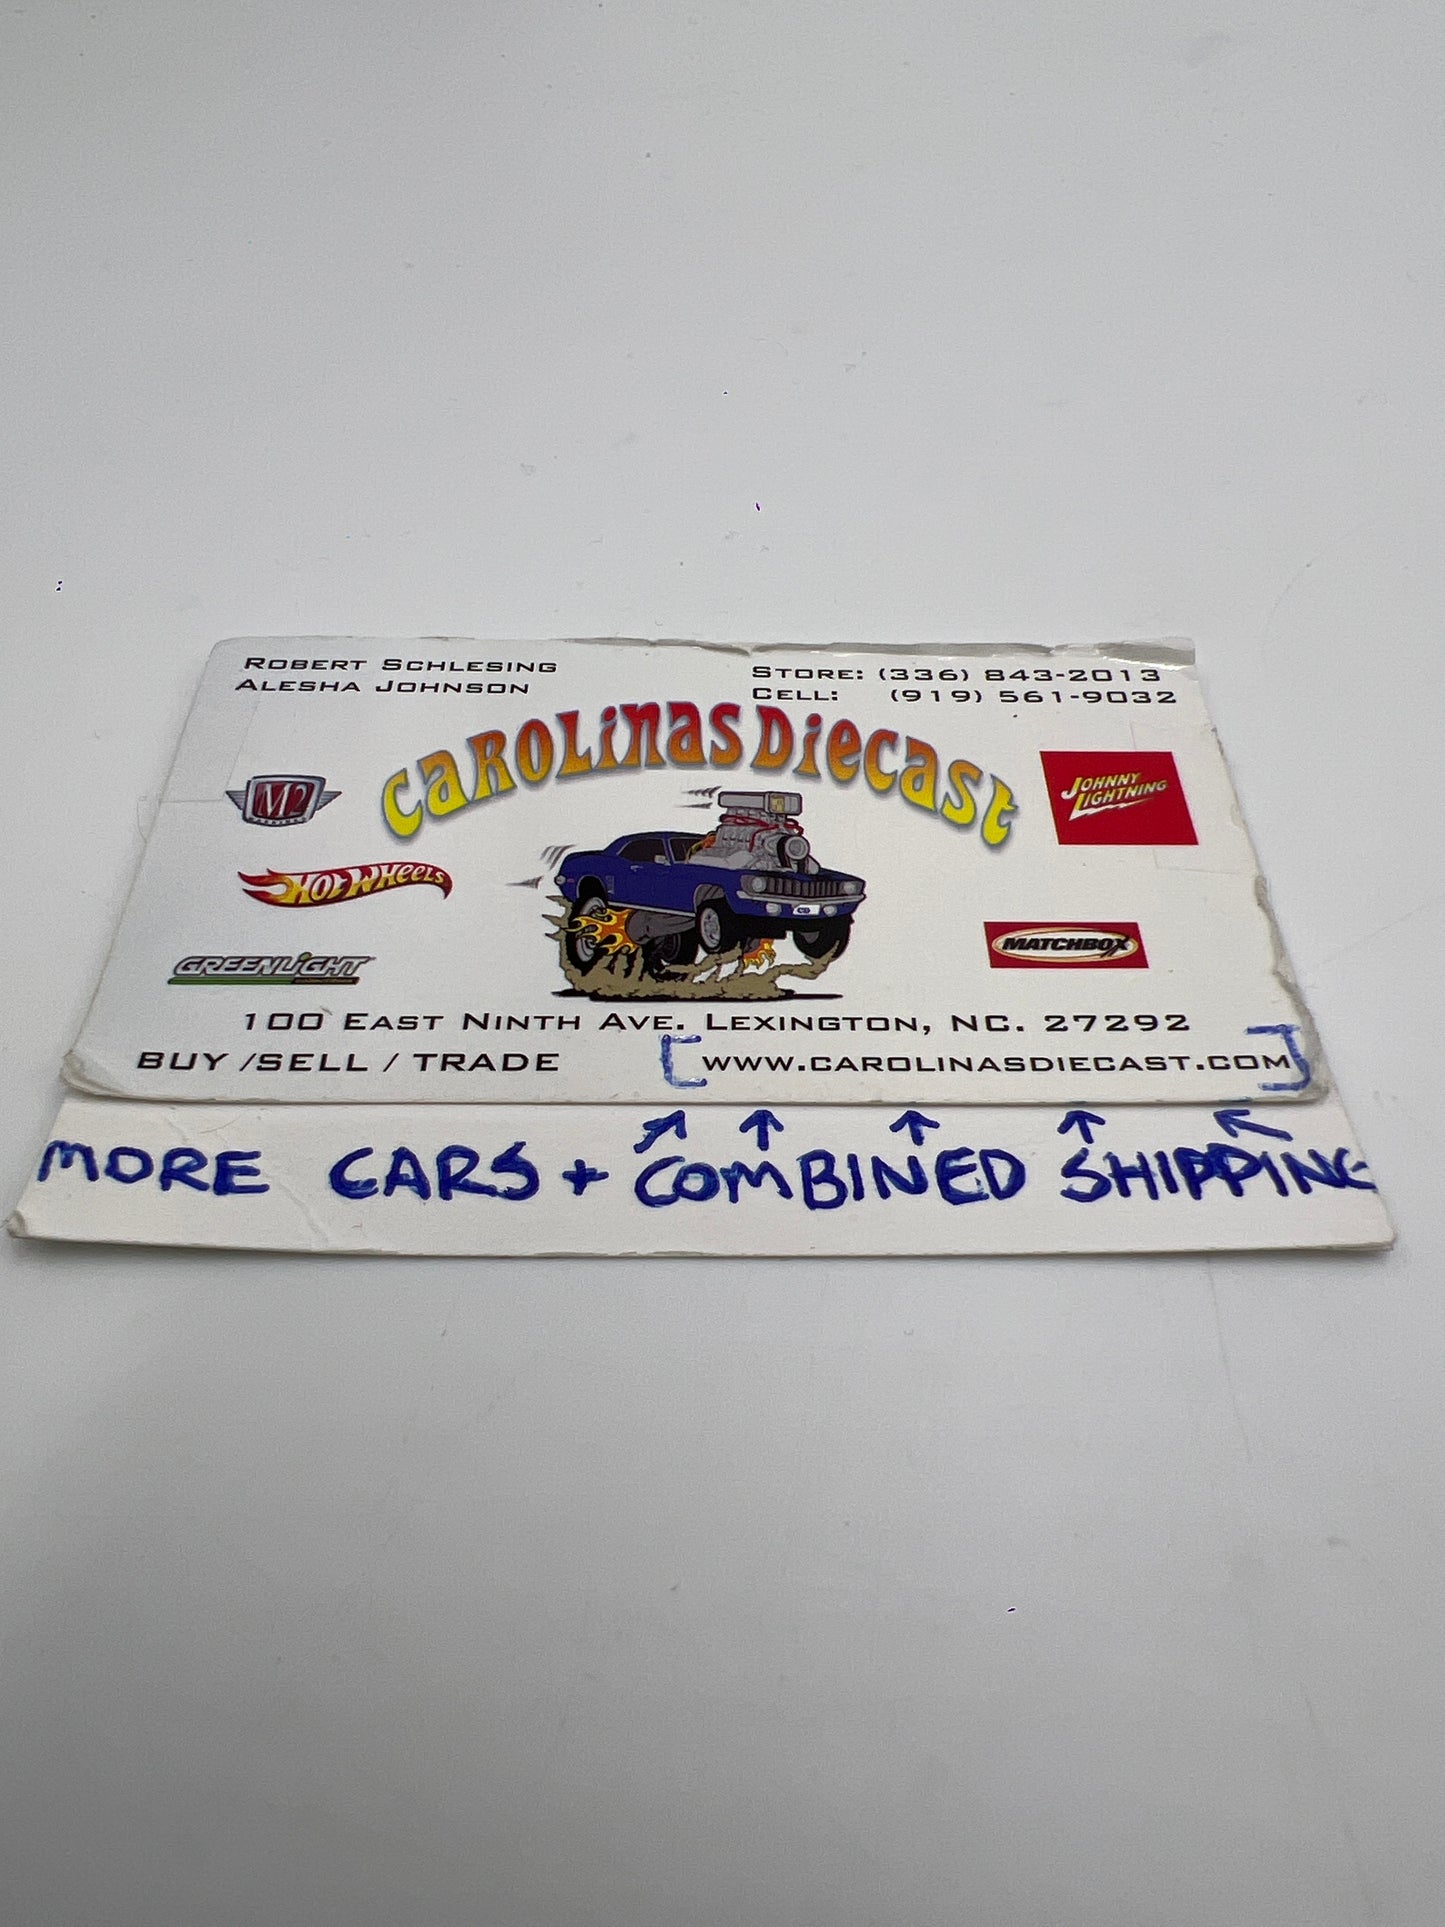 ROBERT SCHLESING
ALESHA JOHNSON
STORE: (336) 843-2013
CELL: (919) 561-9032
CAROLINAS DIECAST
M2
JOHNNY
LIGHTNING
HOT WHEELS
MATCHBOX
GREENLIGHT
100 EAST NINTH AVE. LEXINGTON, NC. 27292
BUY /SELL / TRADE
[WWW.CAROLINASDIECAST.COM]
MORE CARS + COMBINED SHIPPING